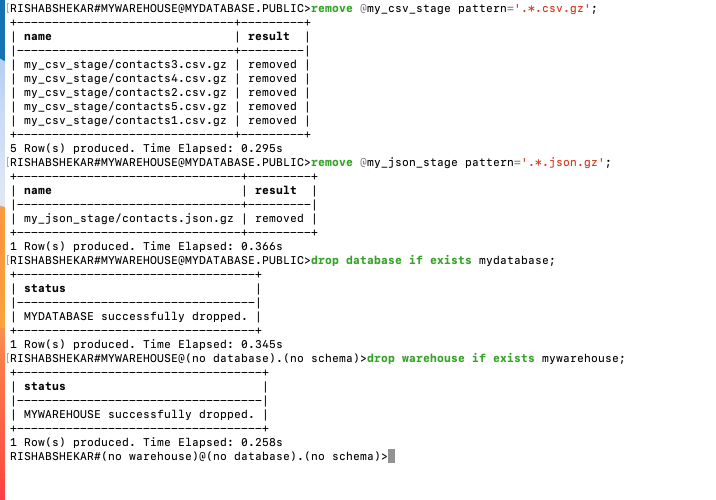 [RISHABSHEKAR#MYWAREHOUSE@MYDATABASE.PUBLIC>remove @my_csv_stage pattern='.*.csv.gz';
+-------------------------------+---------+
| name                          | result  |
|-------------------------------+---------|
| my_csv_stage/contacts3.csv.gz | removed |
| my_csv_stage/contacts4.csv.gz | removed |
| my_csv_stage/contacts2.csv.gz | removed |
| my_csv_stage/contacts5.csv.gz | removed |
| my_csv_stage/contacts1.csv.gz | removed |
+-------------------------------+---------+
5 Row(s) produced. Time Elapsed: 0.295s
[RISHABSHEKAR#MYWAREHOUSE@MYDATABASE.PUBLIC>remove @my_json_stage pattern='.*.json.gz';
+--------------------------------+---------+
| name                           | result  |
|--------------------------------+---------|
| my_json_stage/contacts.json.gz | removed |
+--------------------------------+---------+
1 Row(s) produced. Time Elapsed: 0.366s
[RISHABSHEKAR#MYWAREHOUSE@MYDATABASE.PUBLIC>drop database if exists mydatabase;
+----------------------------------+
| status                           |
|----------------------------------|
| MYDATABASE successfully dropped. |
+----------------------------------+
1 Row(s) produced. Time Elapsed: 0.345s
[RISHABSHEKAR#MYWAREHOUSE@(no database).(no schema)>drop warehouse if exists mywarehouse;
+-----------------------------------+
| status                            |
|-----------------------------------|
| MYWAREHOUSE successfully dropped. |
+-----------------------------------+
1 Row(s) produced. Time Elapsed: 0.258s
RISHABSHEKAR#(no warehouse)@(no database).(no schema)>